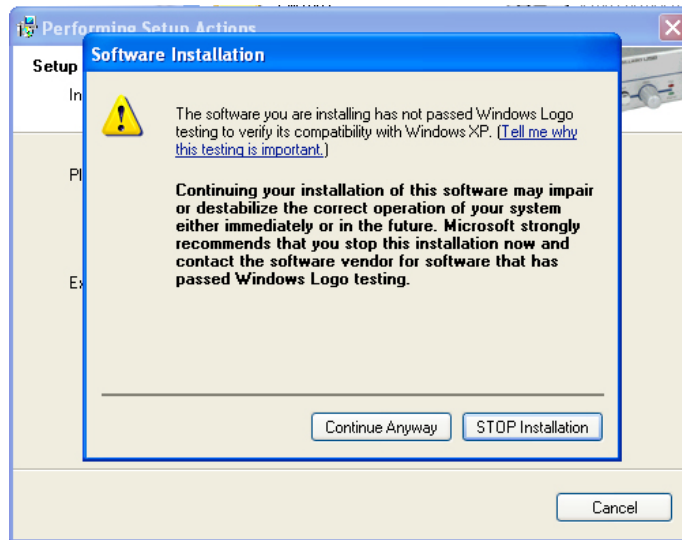 Performing Setup Actions
Software Installation
Setup
In
The software you are installing has not passed Windows Logo
testing to verify its compatibility with Windows XP. (Tell me why
this testing is important.)
Pl
Continuing your installation of this software may impair
or destabilize the correct operation of your system
either immediately or in the future. Microsoft strongly
recommends that you stop this installation now and
contact the software vendor for software that has
passed Windows Logo testing.
Ex
Continue Anyway
STOP Installation
Cancel